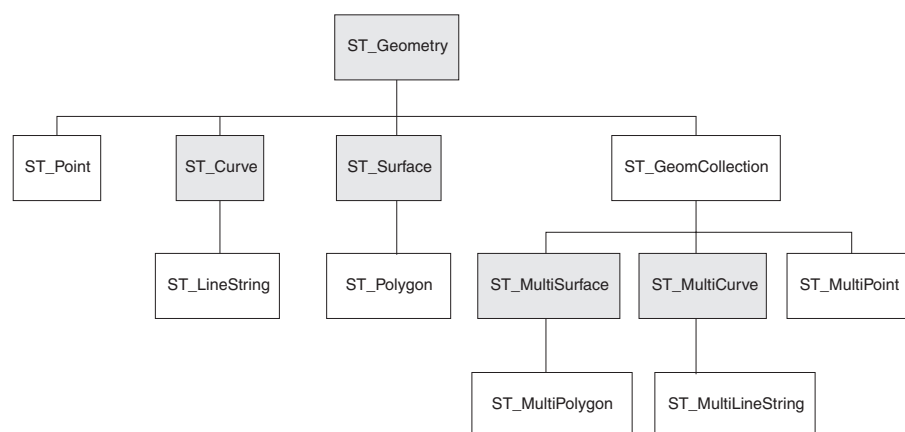 ST_Geometry
ST_Point
ST_Curve
ST_Surface
ST_GeomCollection
ST_LineString
ST_Polygon
ST_MultiSurface
ST_MultiCurve
ST_MultiPoint
ST_MultiPolygon
ST_MultiLineString